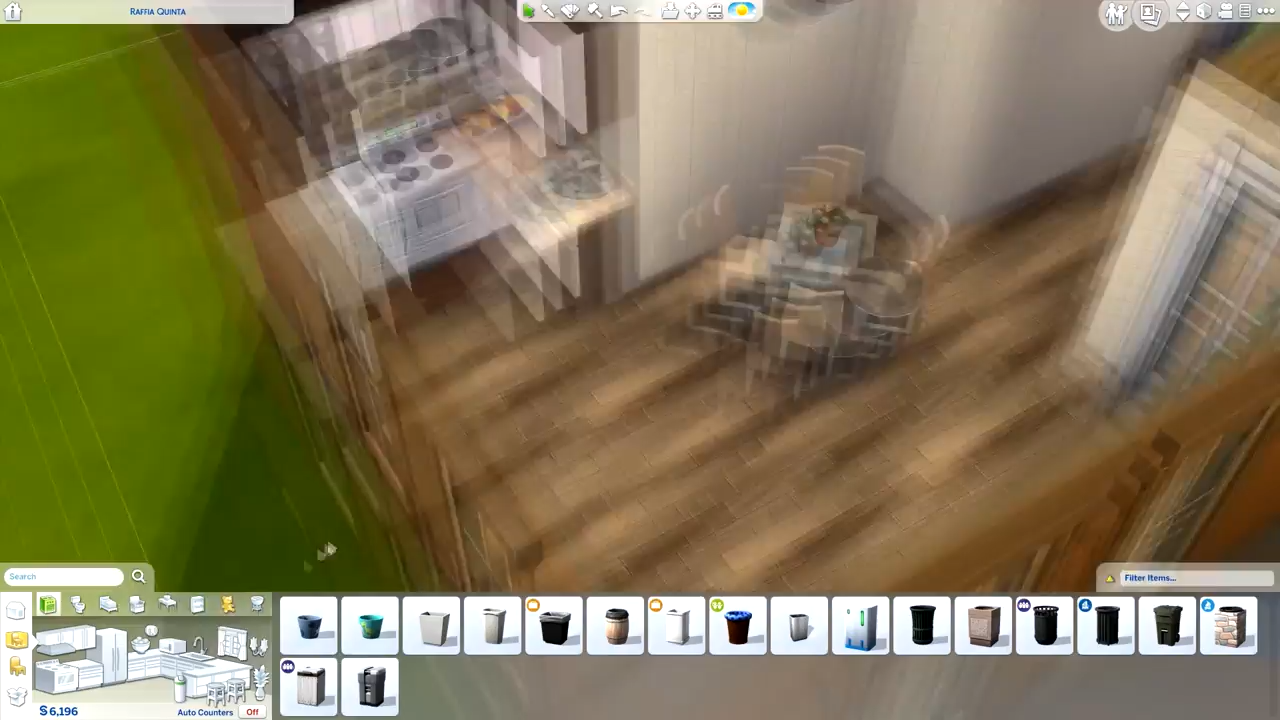 RAFFIA QUINTA
Search
Filter Items...
§6,196
Auto Counters
Off